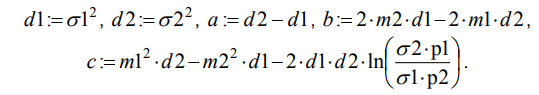 d1:=σ1², d2:=σ2², a:=d2−d1, b:=2·m2·d1−2·m1·d2,
c:=m1²·d2−m2²·d1−2·d1·d2·ln(σ2·p1/σ1·p2).